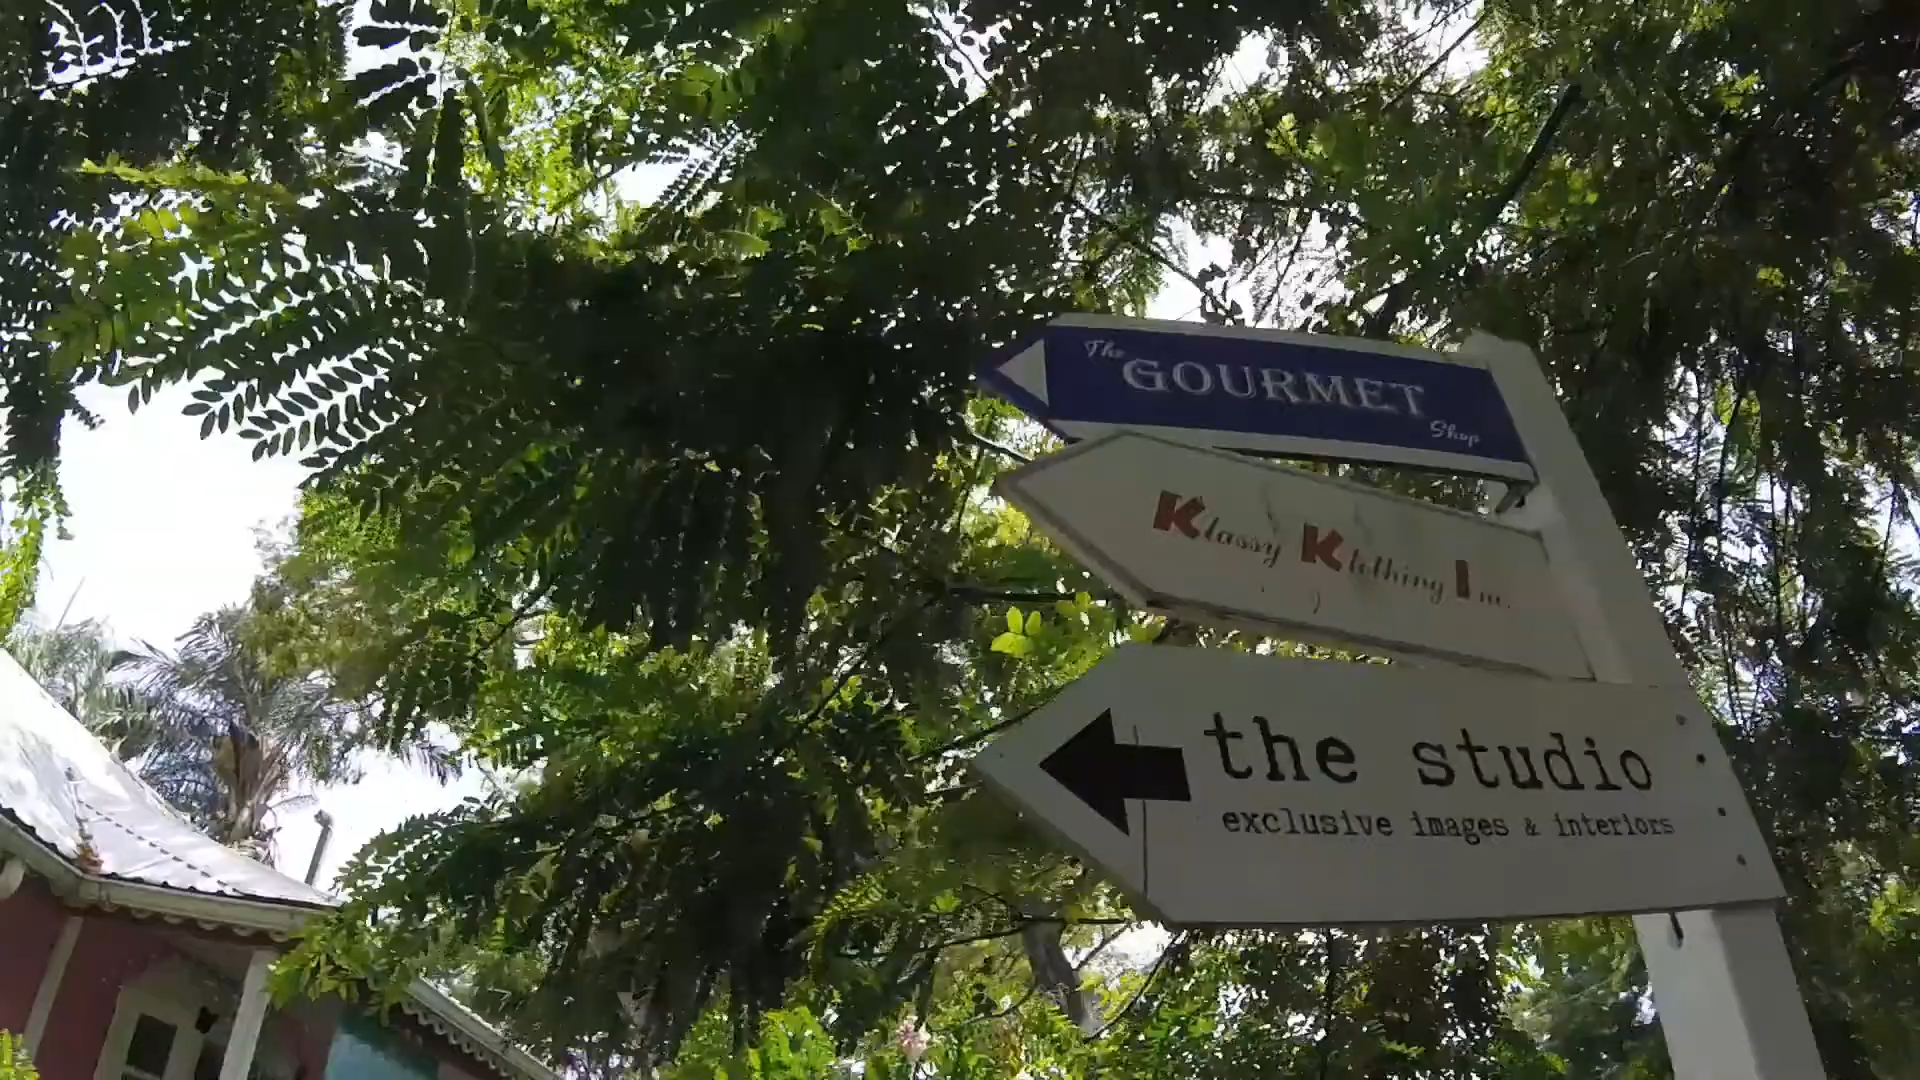 The
GOURMET
Shop
Klassy Klothing Inc.
the studio
exclusive images & interiors